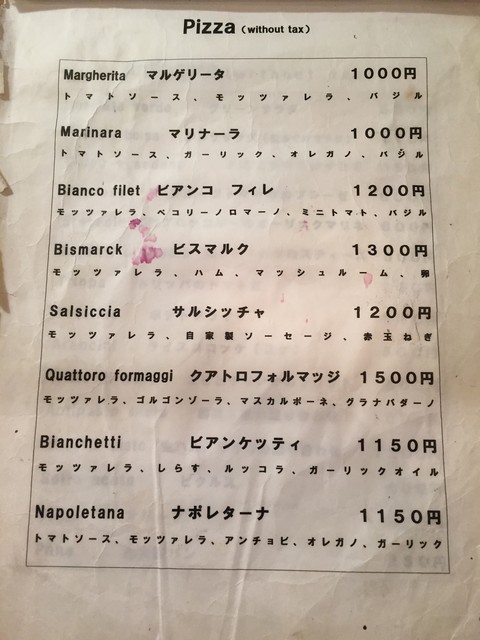 Pizza (without tax)
Margherita マルゲリータ 1000円
トマトソース、モッツァレラ、バジル
Marinara マリナーラ 1000円
トマトソース、ガーリック、オレガノ、バジル
Bianco filet ビアンコ フィレ 1200円
モッツァレラ、ペコリーノロマーノ、ミニトマト、バジル
Bismarck ビスマルク 1300円
モッツァレラ、ハム、マッシュルーム、卵
Salsiccia サルシッチャ 1200円
モッツァレラ、自家製ソーセージ、赤玉ねぎ
Quattoro formaggi クアトロフォルマッジ 1500円
モッツァレラ、ゴルゴンゾーラ、マスカルポーネ、グラナパダーノ
Bianchetti ビアンケッティ 1150円
モッツァレラ、しらす、ルッコラ、ガーリックオイル
Napoletana ナポレターナ 1150円
トマトソース、モッツァレラ、アンチョビ、オレガノ、ガーリック